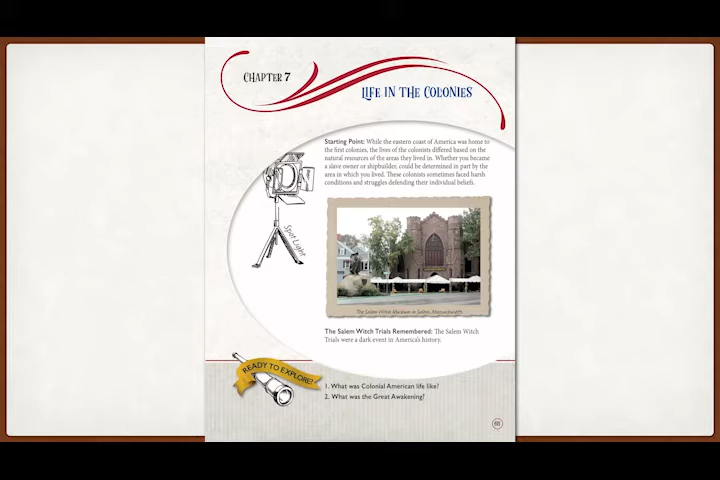 CHAPTER 7
LIFE IN THE COLONIES
Starting Point: While the eastern coast of America was home to
the first colonies, the lives of the colonists differed based on the
natural resources of the areas they lived in. Whether you became
a slave owner or shipbuilder, could be determined in part by the
area in which you lived. These colonists sometimes faced harsh
conditions and struggles defending their individual beliefs.
Spot Light
The Salem Witch Museum in Salem, Massachusetts.
The Salem Witch Trials Remembered: The Salem Witch
Trials were a dark event in America's history.
READY TO EXPLORE?
1. What was Colonial American life like?
2. What was the Great Awakening?